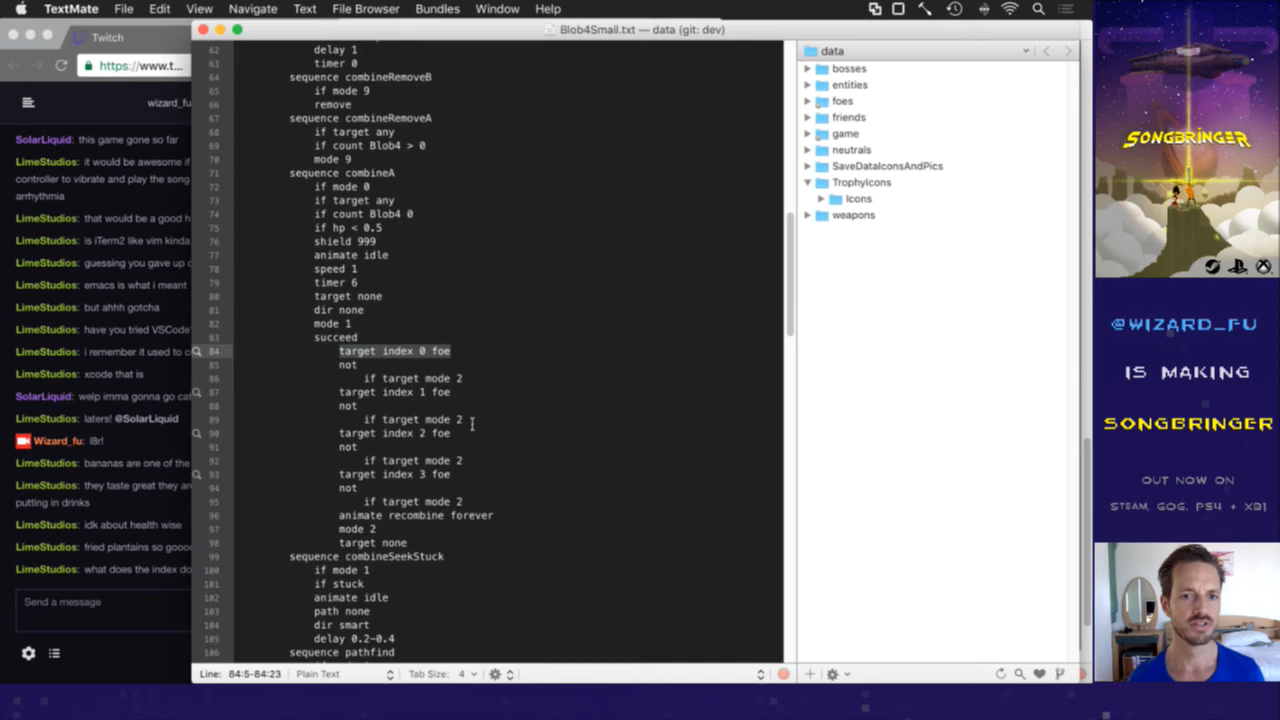 TextMate File Edit View Navigate Text File Browser Bundles Window Help
Twitch
https://www.t...
wizard_fu
SolarLiquid: this game gone so far
LimeStudios: it would be awesome if
controller to vibrate and play the song
arrhythmia
LimeStudios: that would be a good h
LimeStudios: is iTerm2 like vim kinda
LimeStudios: guessing you gave up o
LimeStudios: emacs is what i meant
LimeStudios: but ahhh gotcha
LimeStudios: have you tried VSCode
LimeStudios: i remember it used to c
LimeStudios: xcode that is
SolarLiquid: welp imma gonna go cat
LimeStudios: laters! @SolarLiquid
Wizard_fu: l8r!
LimeStudios: bananas are one of the
LimeStudios: they taste great they are
putting in drinks
LimeStudios: idk about health wise
LimeStudios: fried plantains so gooo
LimeStudios: what does the index do
Send a message
Blob4Small.txt — data (git: dev)
62 delay 1
63 timer 0
64 sequence combineRemoveB
65 if mode 9
66 remove
67 sequence combineRemoveA
68 if target any
69 if count Blob4 > 0
70 mode 9
71 sequence combineA
72 if mode 0
73 if target any
74 if count Blob4 0
75 if hp < 0.5
76 shield 999
77 animate idle
78 speed 1
79 timer 6
80 target none
81 dir none
82 mode 1
83 succeed
84 target index 0 foe
85 not
86 if target mode 2
87 target index 1 foe
88 not
89 if target mode 2
90 target index 2 foe
91 not
92 if target mode 2
93 target index 3 foe
94 not
95 if target mode 2
96 animate recombine forever
97 mode 2
98 target none
99 sequence combineSeekStuck
100 if mode 1
101 if stuck
102 animate idle
103 path none
104 dir smart
105 delay 0.2-0.4
106 sequence pathfind
Line: 84:5-84:23 Plain Text Tab Size: 4
data
bosses
entities
foes
friends
game
neutrals
SaveDataIconsAndPics
TrophyIcons
Icons
weapons
SONGBRINGER
@WIZARD_FU
IS MAKING
SONGBRINGER
OUT NOW ON
STEAM, GOG, PS4 + XB1